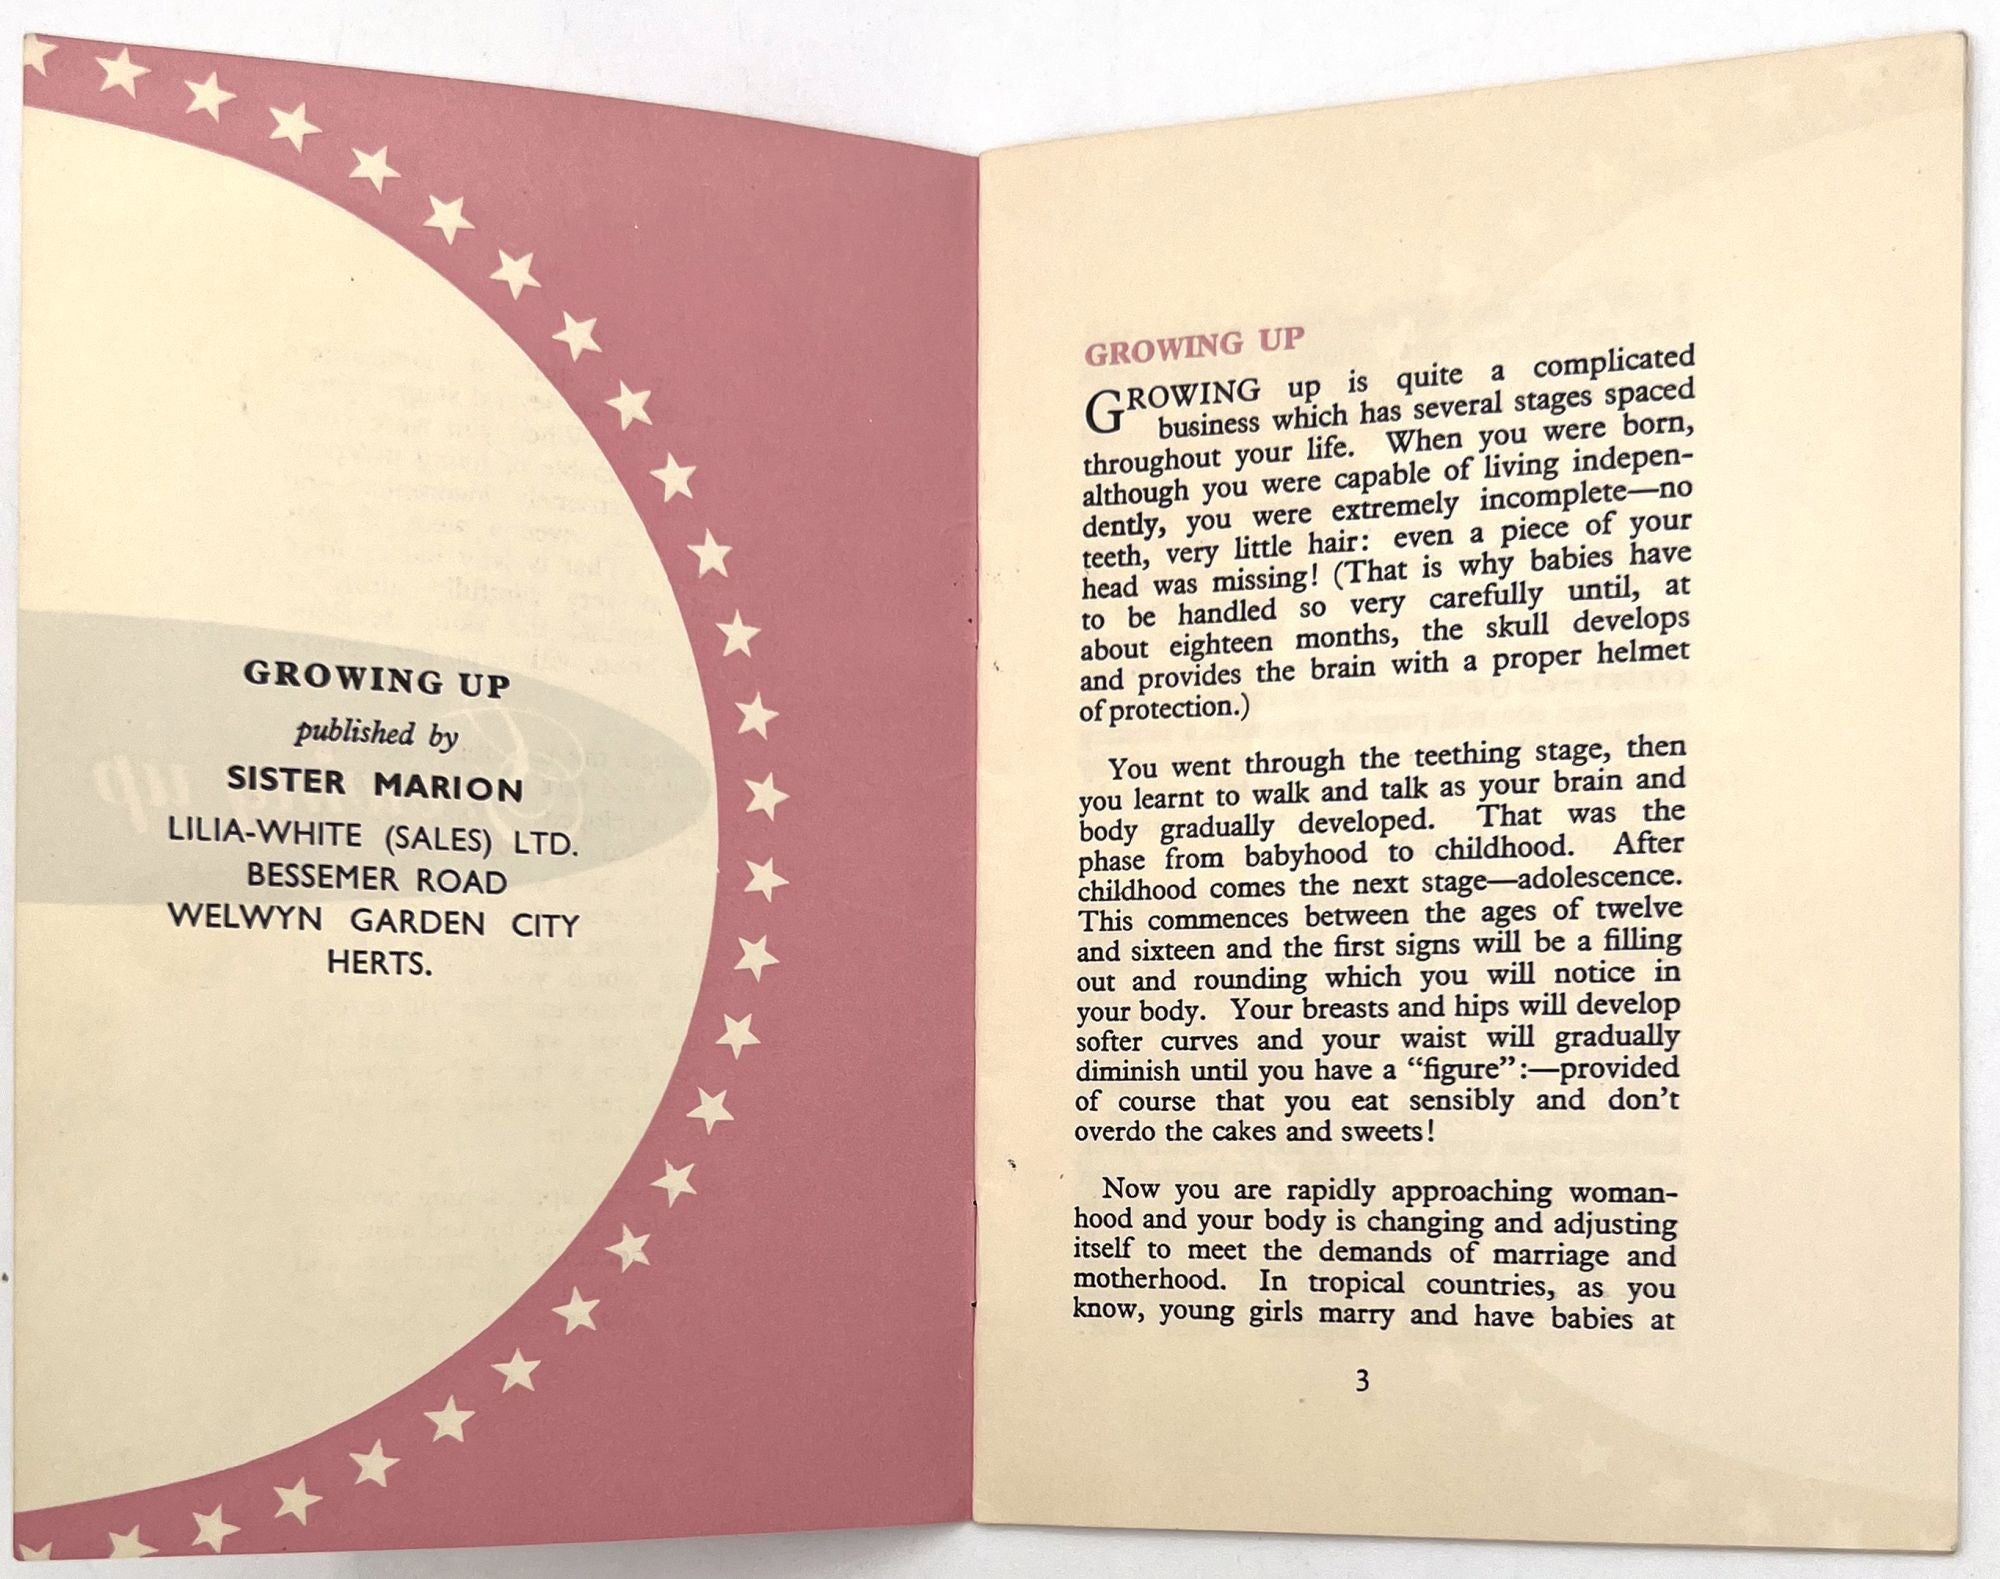 GROWING UP
published by
SISTER MARION
LILIA-WHITE (SALES) LTD.
BESSEMER ROAD
WELWYN GARDEN CITY
HERTS.
GROWING UP
GROWING up is quite a complicated
business which has several stages spaced
throughout your life. When you were born,
although you were capable of living indepen-
dently, you were extremely incomplete—no
teeth, very little hair: even a piece of your
head was missing! (That is why babies have
to be handled so very carefully until, at
about eighteen months, the skull develops
and provides the brain with a proper helmet
of protection.)
You went through the teething stage, then
you learnt to walk and talk as your brain and
body gradually developed. That was the
phase from babyhood to childhood. After
childhood comes the next stage—adolescence.
This commences between the ages of twelve
and sixteen and the first signs will be a filling
out and rounding which you will notice in
your body. Your breasts and hips will develop
softer curves and your waist will gradually
diminish until you have a “figure”:—provided
of course that you eat sensibly and don’t
overdo the cakes and sweets!
Now you are rapidly approaching woman-
hood and your body is changing and adjusting
itself to meet the demands of marriage and
motherhood. In tropical countries, as you
know, young girls marry and have babies at
3